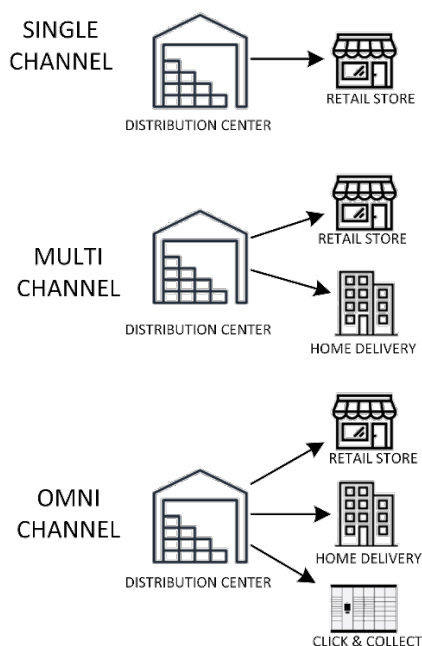 SINGLE
CHANNEL
DISTRIBUTION CENTER
RETAIL STORE
MULTI
CHANNEL
DISTRIBUTION CENTER
RETAIL STORE
HOME DELIVERY
OMNI
CHANNEL
DISTRIBUTION CENTER
RETAIL STORE
HOME DELIVERY
CLICK & COLLECT